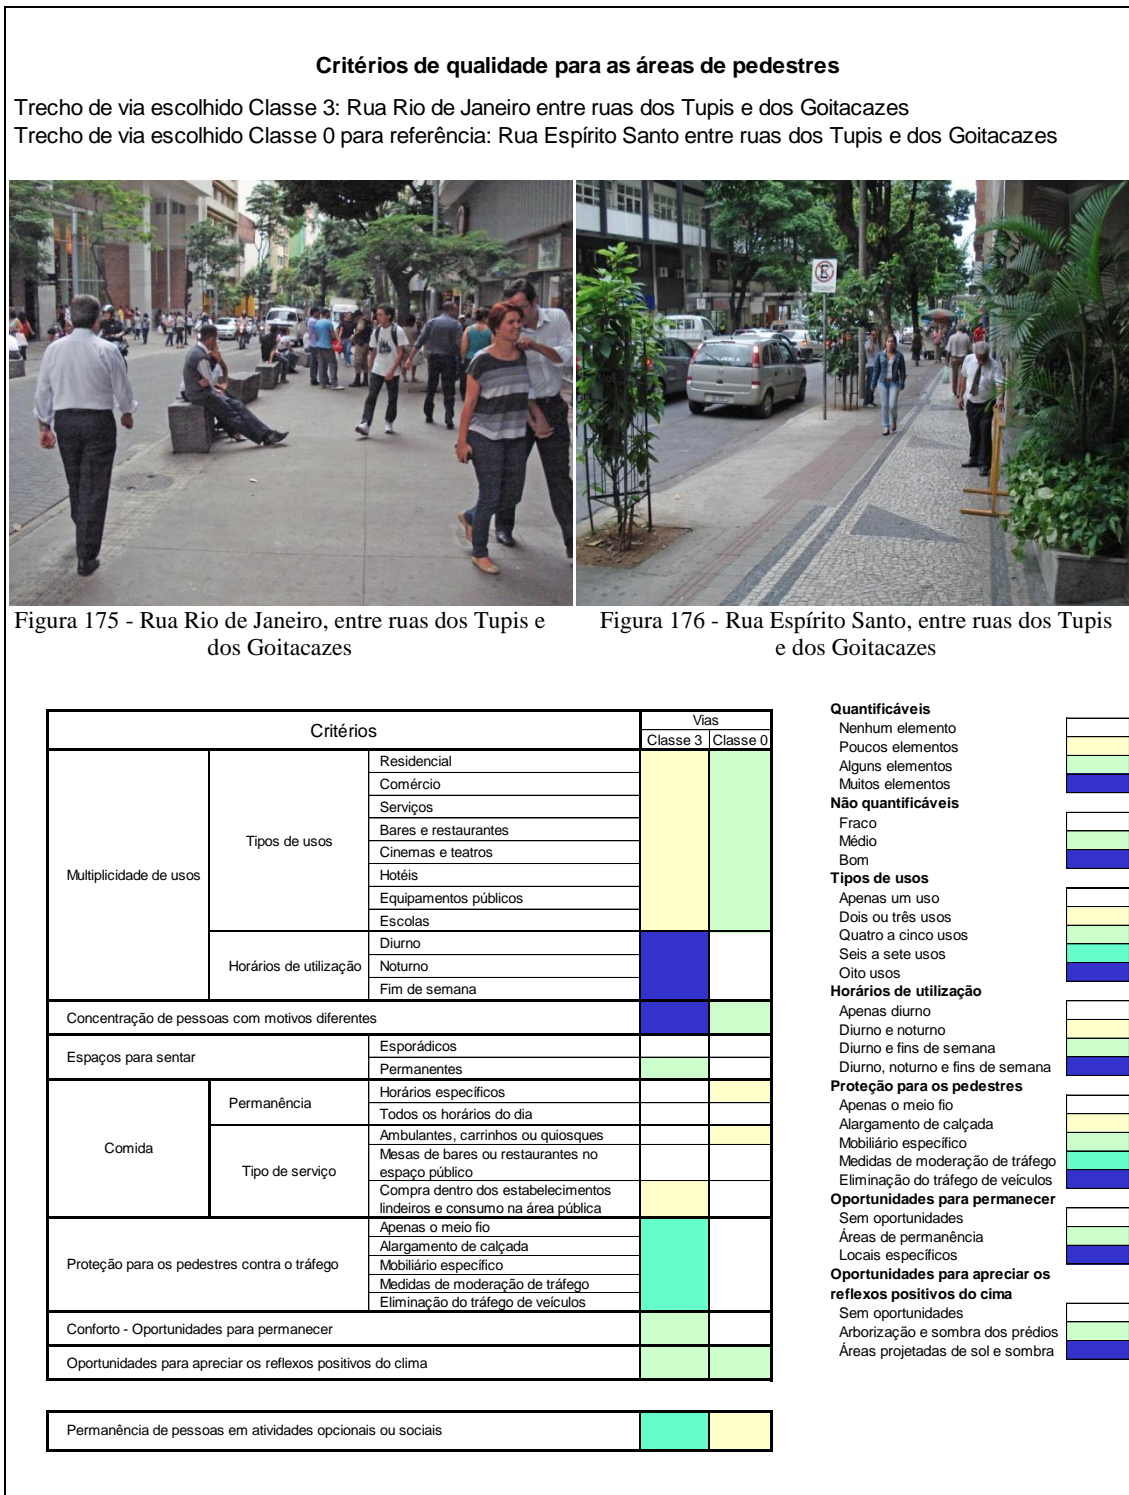 Critérios de qualidade para as áreas de pedestres
Trecho de via escolhido Classe 3: Rua Rio de Janeiro entre ruas dos Tupis e dos Goitacazes
Trecho de via escolhido Classe 0 para referência: Rua Espírito Santo entre ruas dos Tupis e dos Goitacazes
E
Figura 175 - Rua Rio de Janeiro, entre ruas dos Tupis e
dos Goitacazes
Figura 176 - Rua Espírito Santo, entre ruas dos Tupis
e dos Goitacazes
Critérios
Vias
Classe 3
Classe 0
Multiplicidade de usos
Tipos de usos
Residencial
Comércio
Serviços
Bares e restaurantes
Cinemas e teatros
Hotéis
Equipamentos públicos
Escolas
Horários de utilização
Diurno
Noturno
Fim de semana
Concentração de pessoas com motivos diferentes
Espaços para sentar
Esporádicos
Permanentes
Comida
Permanência
Horários específicos
Todos os horários do dia
Tipo de serviço
Ambulantes, carrinhos ou quiosques
Mesas de bares ou restaurantes no
espaço público
Compra dentro dos estabelecimentos
lindeiros e consumo na área pública
Proteção para os pedestres contra o tráfego
Apenas o meio fio
Alargamento de calçada
Mobiliário específico
Medidas de moderação de tráfego
Eliminação do tráfego de veículos
Conforto - Oportunidades para permanecer
Oportunidades para apreciar os reflexos positivos do clima
Permanência de pessoas em atividades opcionais ou sociais
Quantificáveis
Nenhum elemento
Poucos elementos
Alguns elementos
Muitos elementos
Não quantificáveis
Fraco
Médio
Bom
Tipos de usos
Apenas um uso
Dois ou três usos
Quatro a cinco usos
Seis a sete usos
Oito usos
Horários de utilização
Apenas diurno
Diurno e noturno
Diurno e fins de semana
Diurno, noturno e fins de semana
Proteção para os pedestres
Apenas o meio fio
Alargamento de calçada
Mobiliário específico
Medidas de moderação de tráfego
Eliminação do tráfego de veículos
Oportunidades para permanecer
Sem oportunidades
Áreas de permanência
Locais específicos
Oportunidades para apreciar os
reflexos positivos do cima
Sem oportunidades
Arborização e sombra dos prédios
Áreas projetadas de sol e sombra